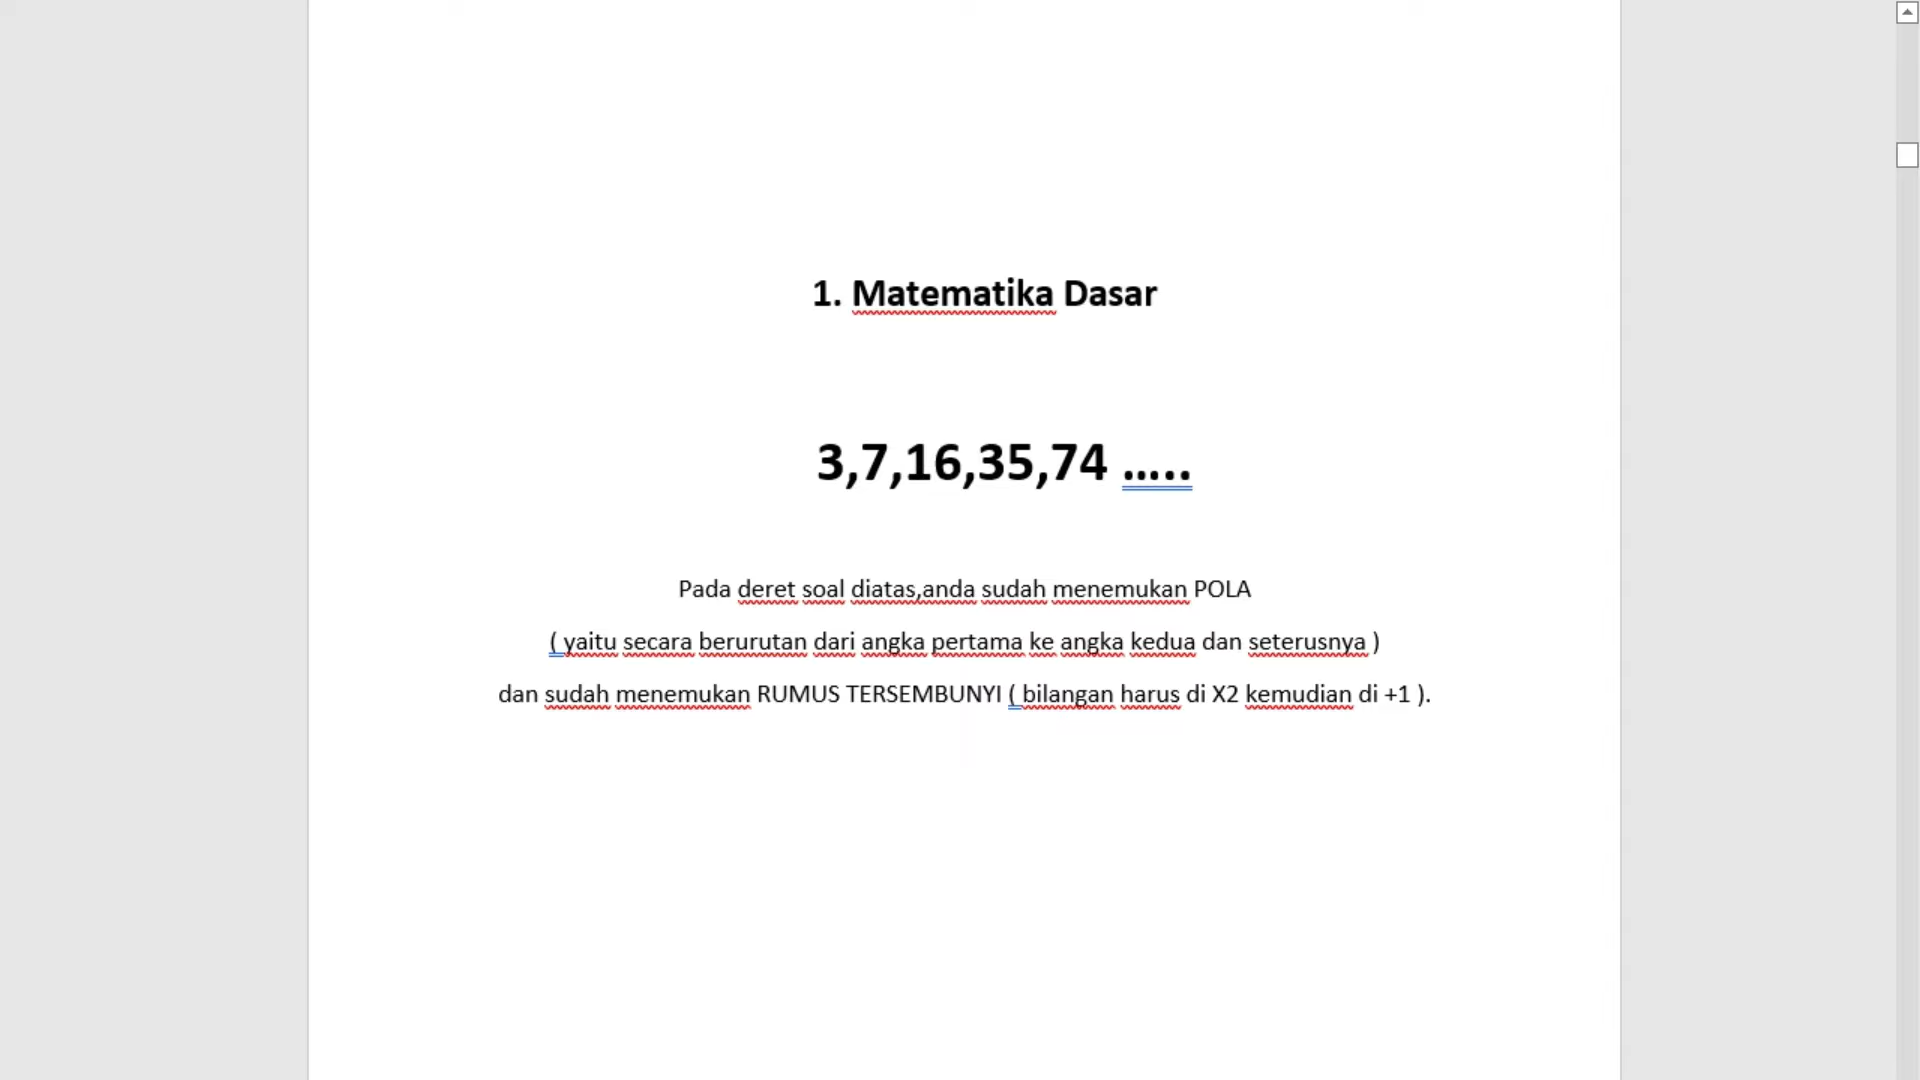 1. Matematika Dasar
3,7,16,35,74 .....
Pada deret soal diatas,anda sudah menemukan POLA
( yaitu secara berurutan dari angka pertama ke angka kedua dan seterusnya )
dan sudah menemukan RUMUS TERSEMBUNYI ( bilangan harus di X2 kemudian di +1 ).